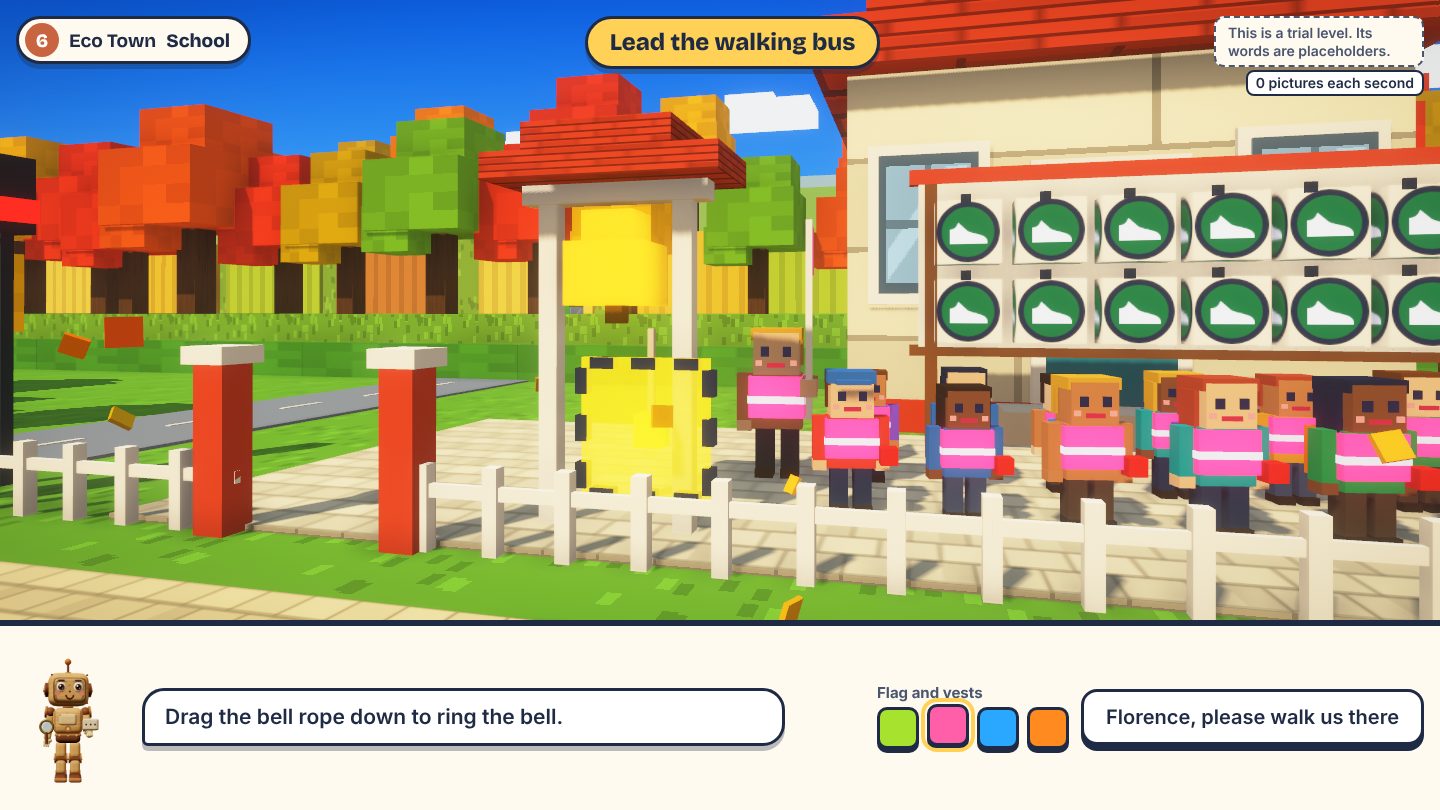 6 Eco Town School
Lead the walking bus
This is a trial level. Its
words are placeholders.
0 pictures each second
Drag the bell rope down to ring the bell.
Flag and vests
Florence, please walk us there